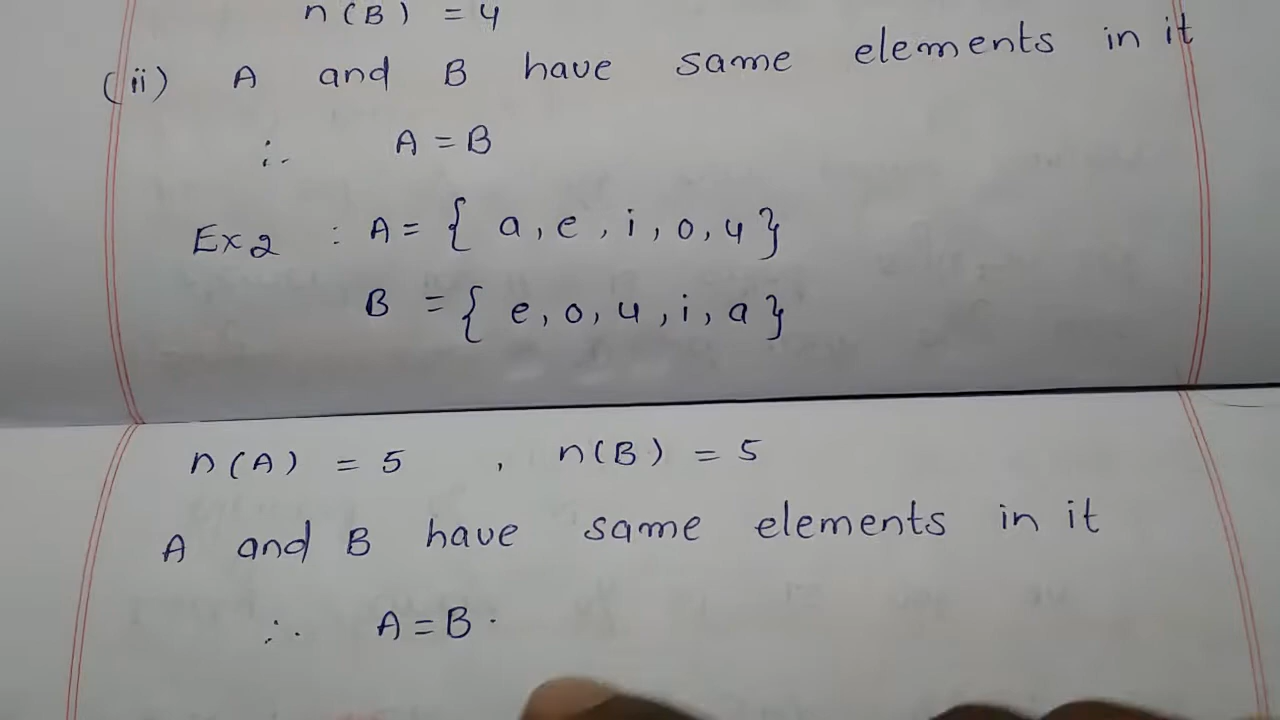 n(B) = 4
(ii) A and B have same elements in it
∴ A = B
Ex 2 : A = { a, e, i, o, u }
B = { e, o, u, i, a }
n(A) = 5 , n(B) = 5
A and B have same elements in it
∴ A = B.